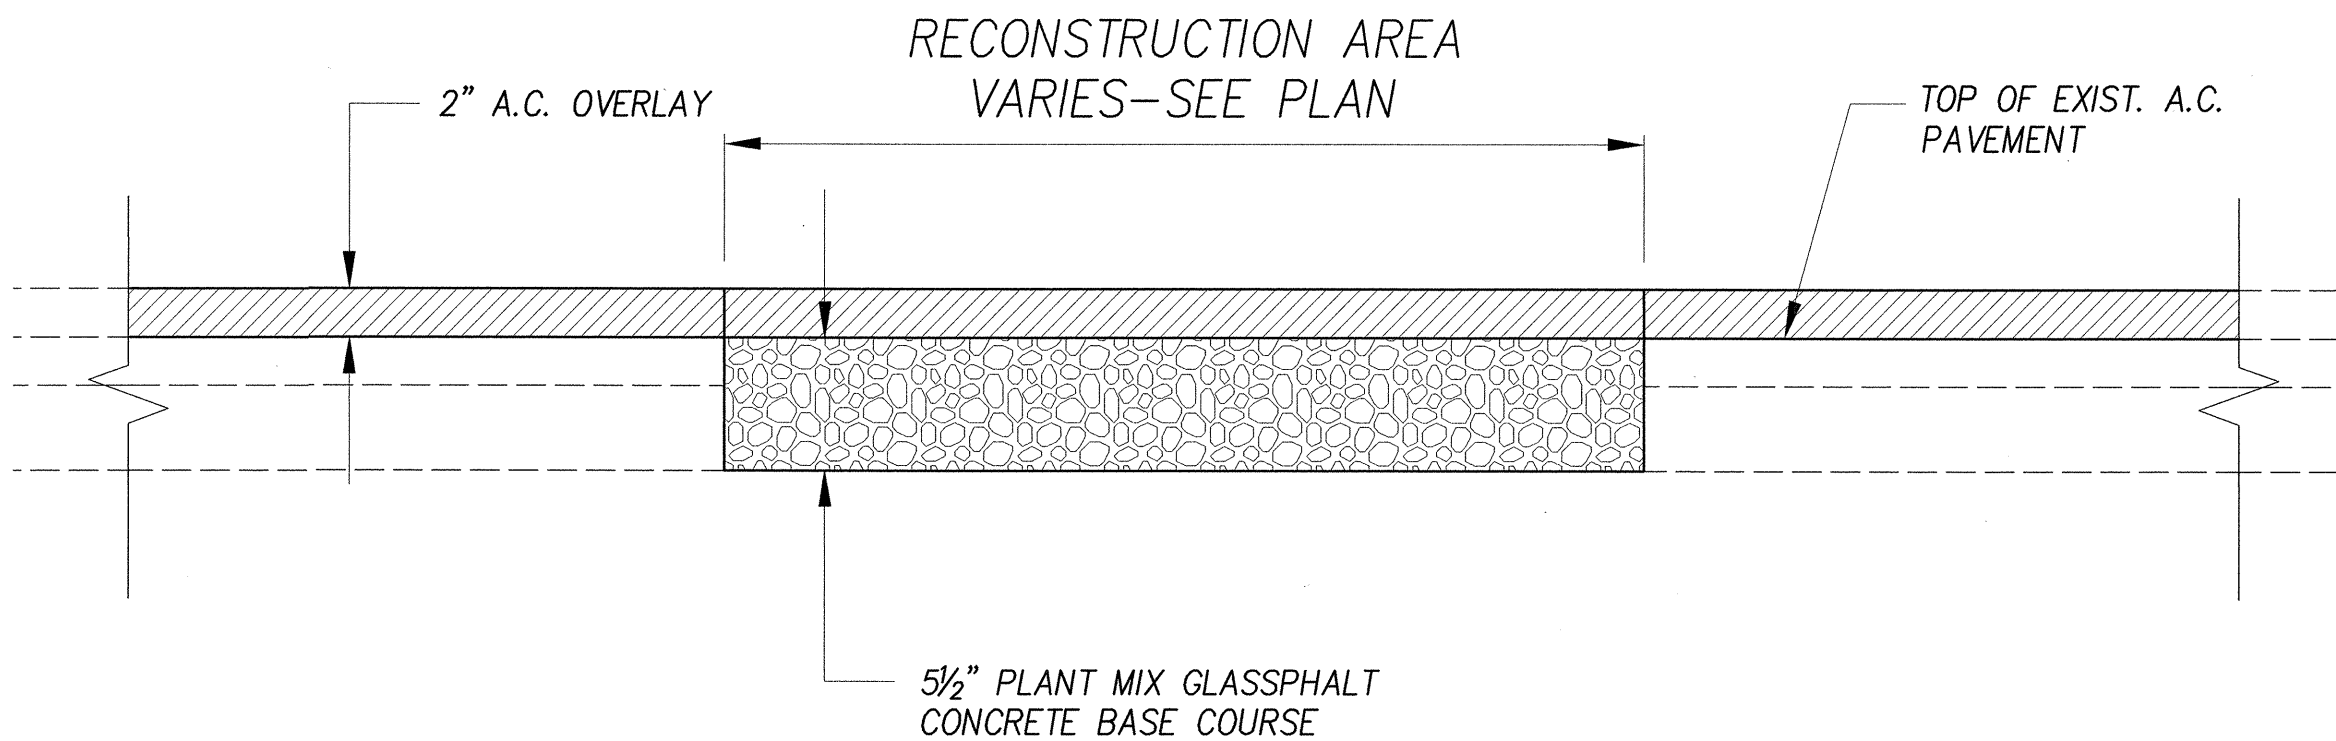 RECONSTRUCTION AREA
VARIES-SEE PLAN
2" A.C. OVERLAY
TOP OF EXIST. A.C.
PAVEMENT
5½" PLANT MIX GLASSPHALT
CONCRETE BASE COURSE